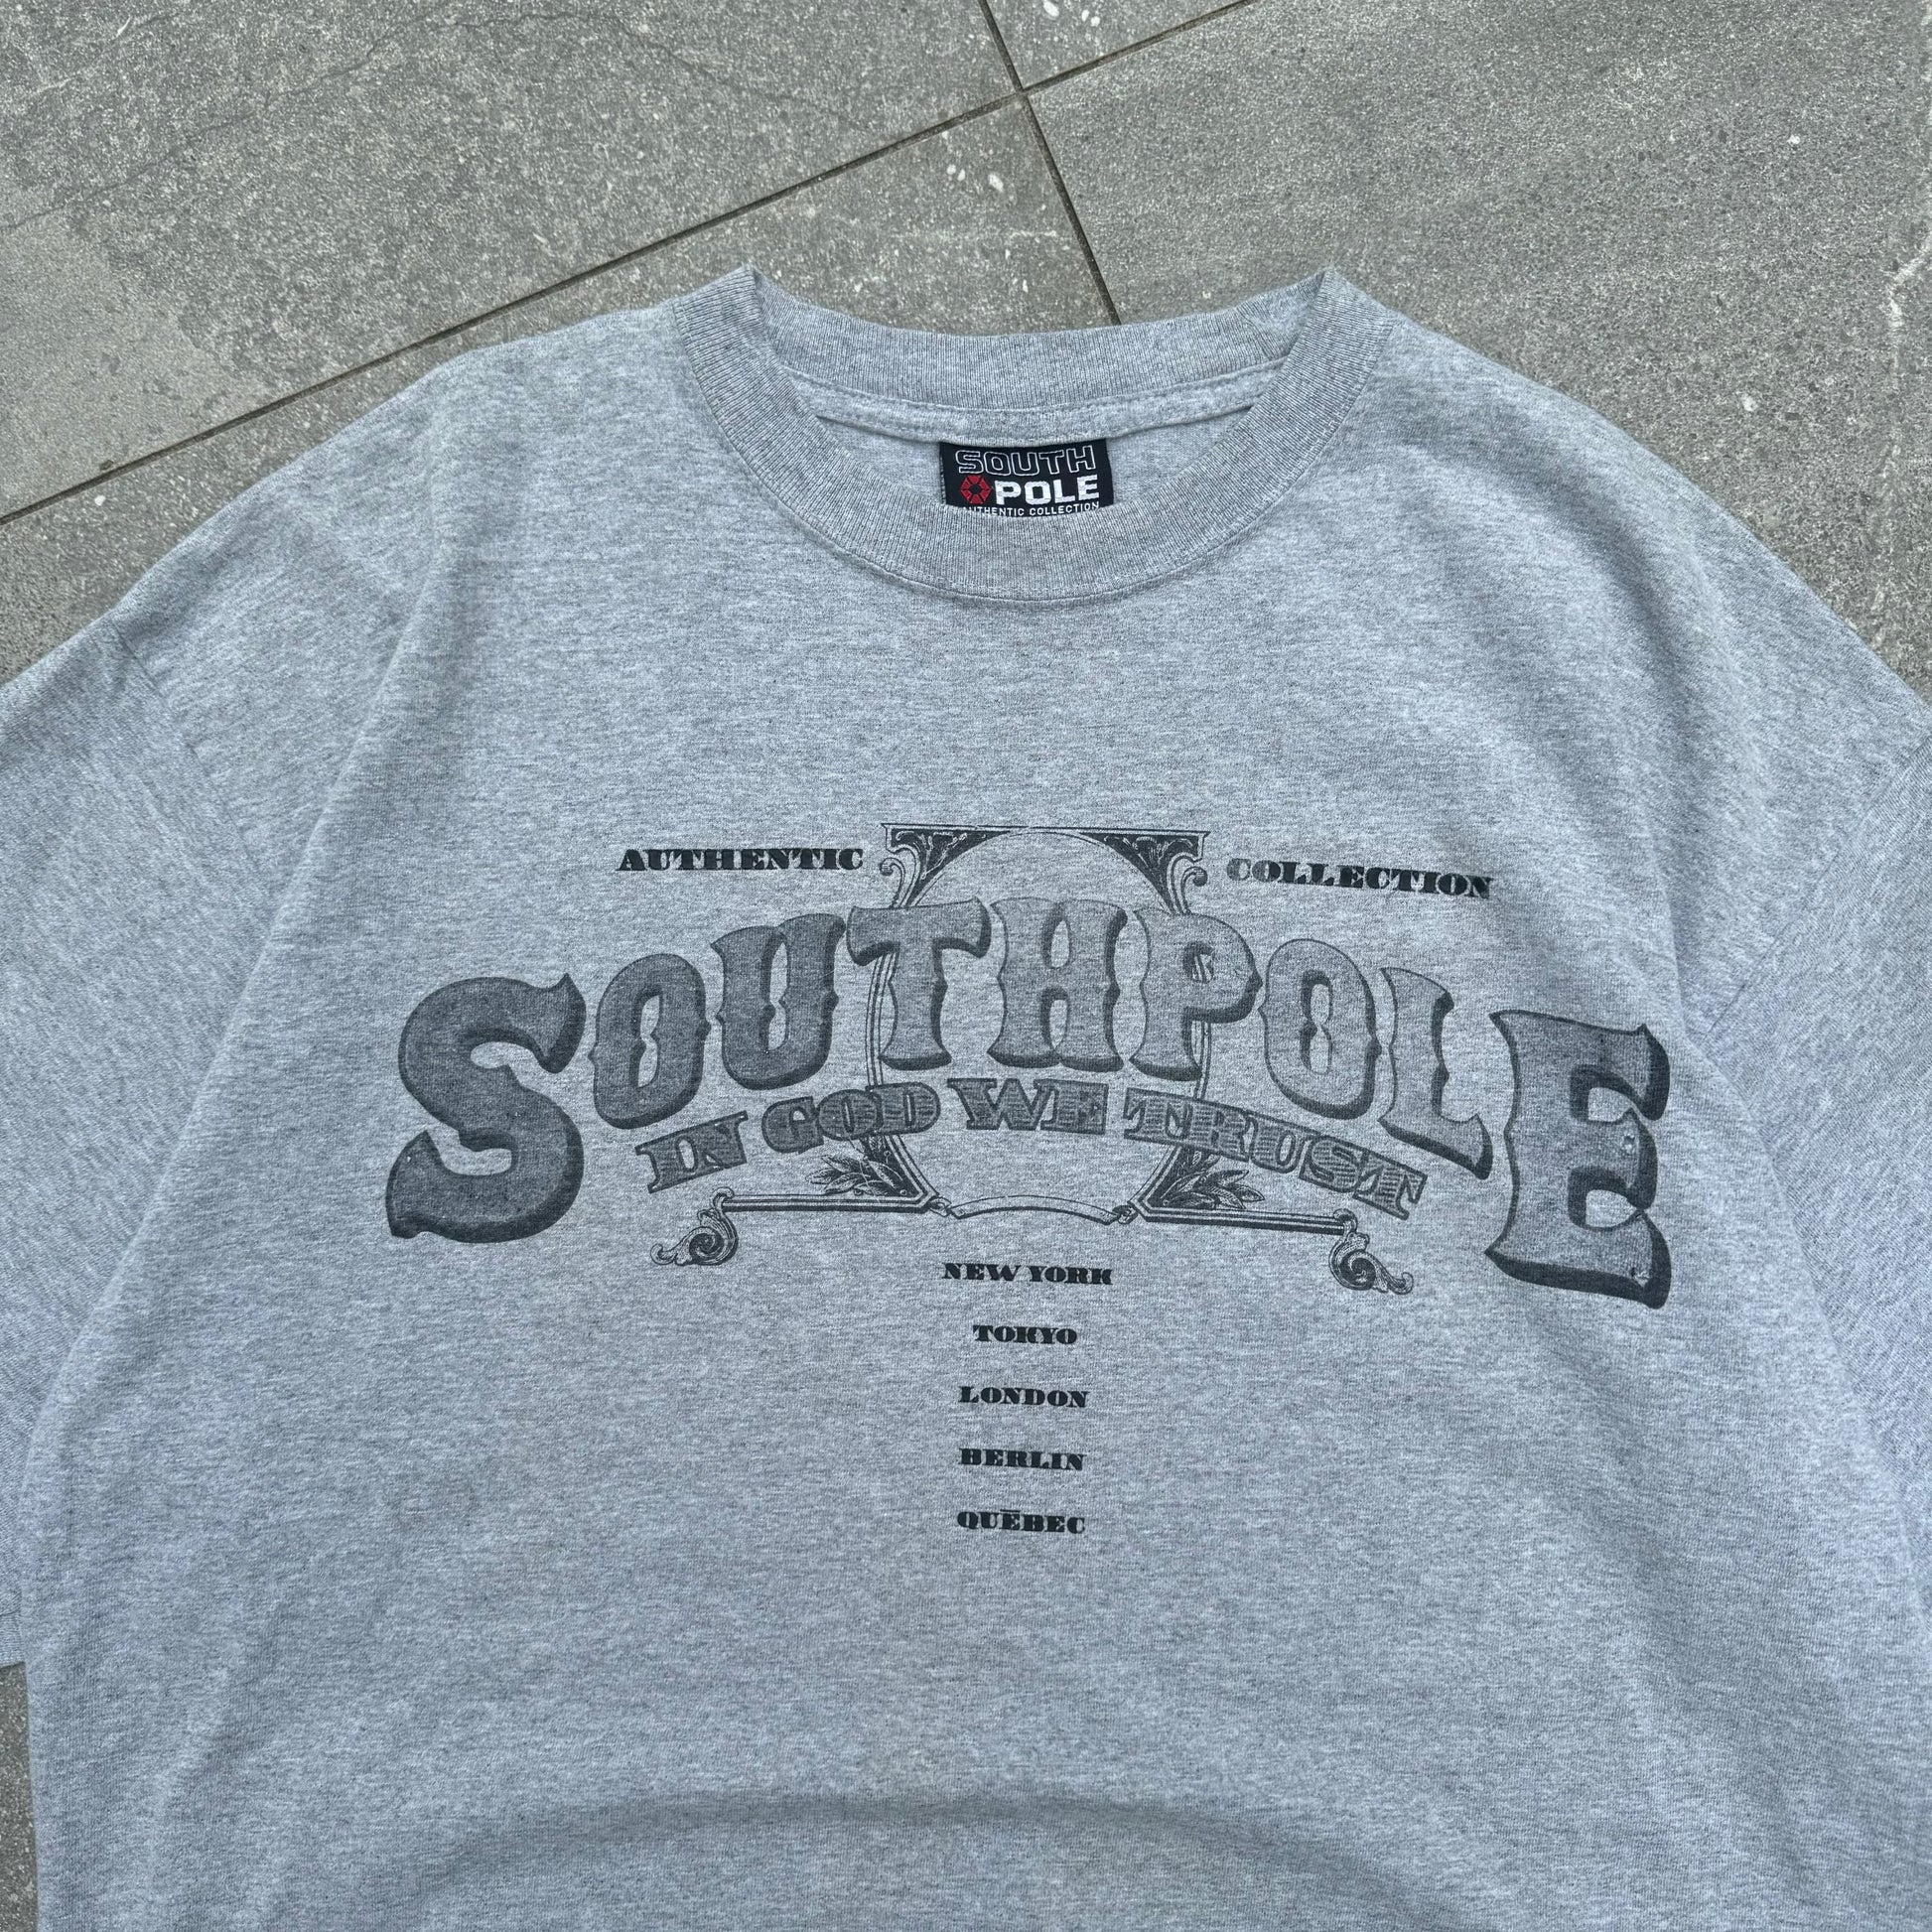 SOUTH
POLE
AUTHENTIC COLLECTION
AUTHENTIC COLLECTION
SOUTHPOLE
IN GOD WE TRUST
NEW YORK
TOKYO
LONDON
BERLIN
QUĒBEC